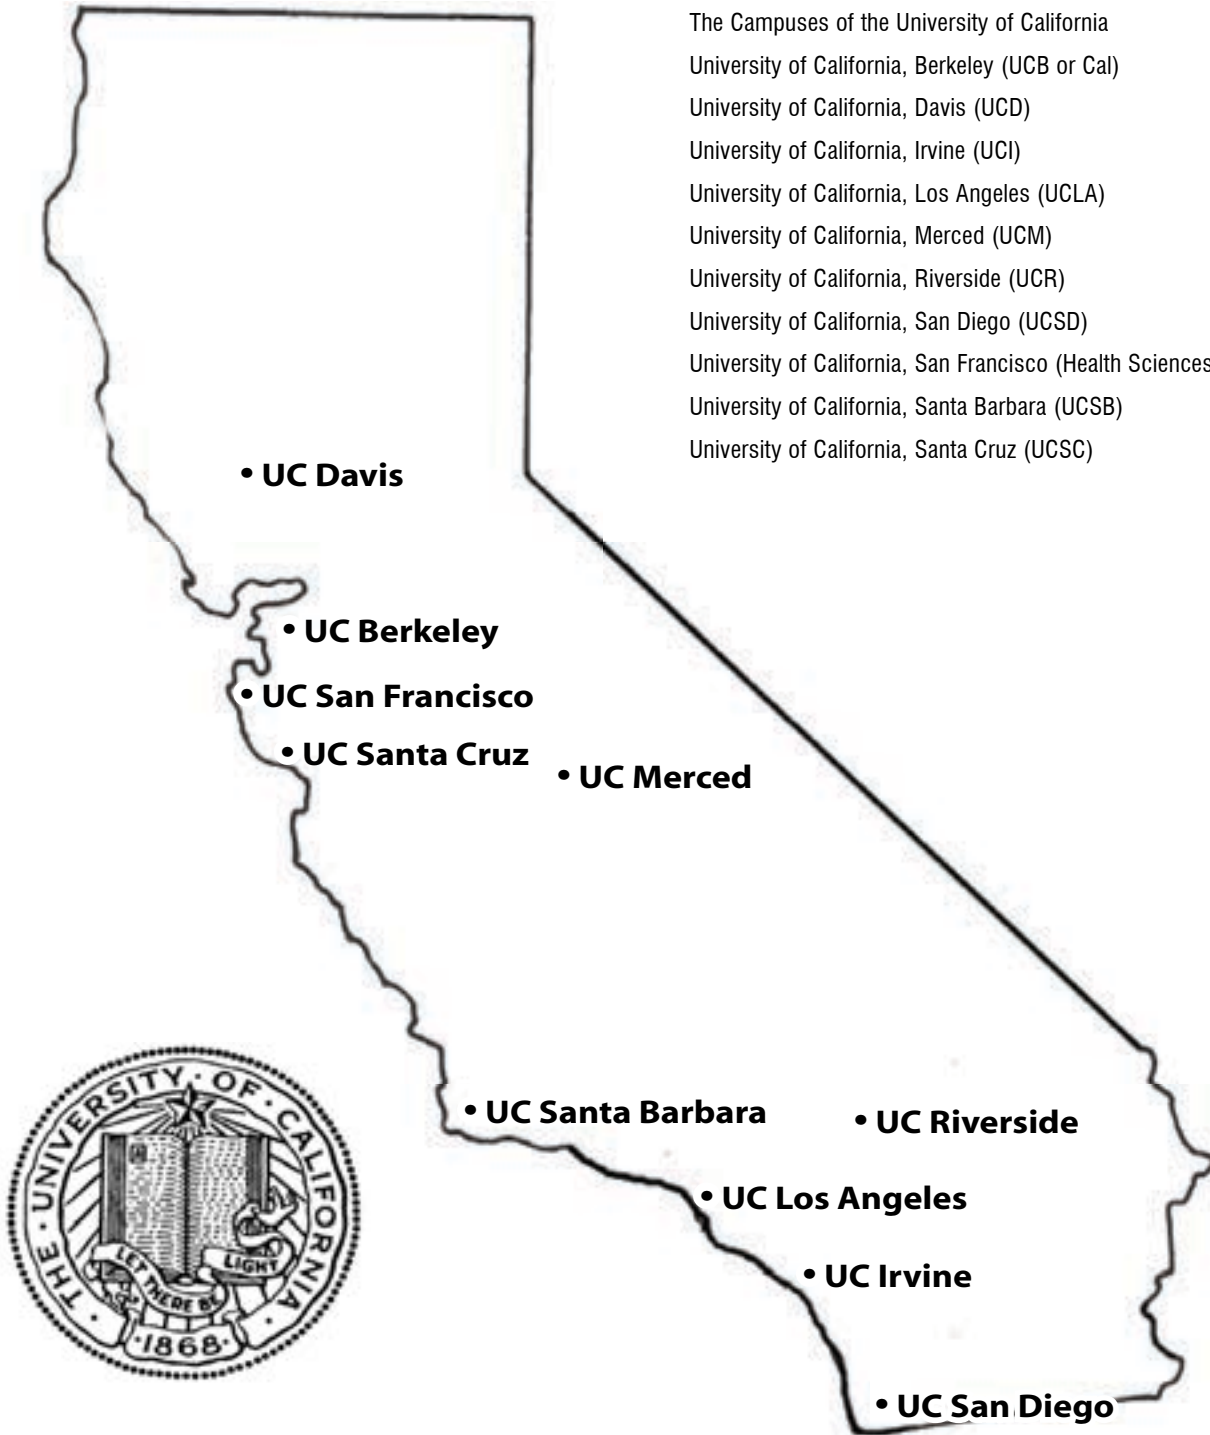 The Campuses of the University of California
University of California, Berkeley (UCB or Cal)
University of California, Davis (UCD)
University of California, Irvine (UCI)
University of California, Los Angeles (UCLA)
University of California, Merced (UCM)
University of California, Riverside (UCR)
University of California, San Diego (UCSD)
University of California, San Francisco (Health Sciences
University of California, Santa Barbara (UCSB)
University of California, Santa Cruz (UCSC)
• UC Davis
• UC Berkeley
• UC San Francisco
• UC Santa Cruz
• UC Merced
• UC Santa Barbara
• UC Riverside
• UC Los Angeles
• UC Irvine
• UC San Diego
· THE · UNIVERSITY · OF · CALIFORNIA ·
LET THERE BE LIGHT
·1868·